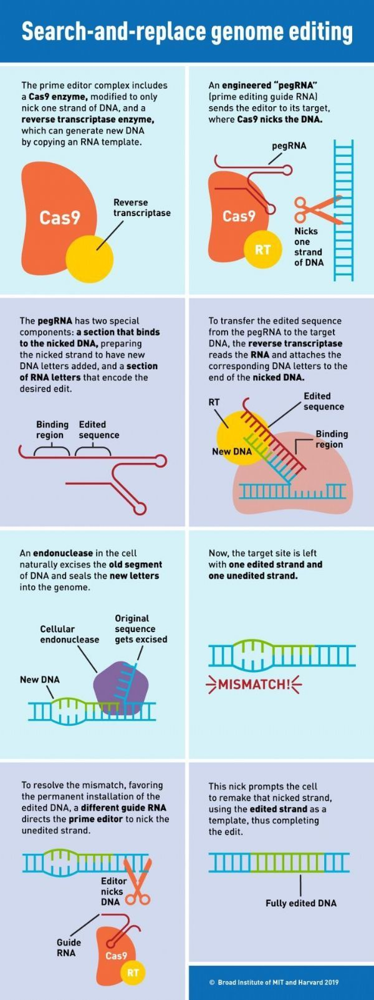 Search-and-replace genome editing
The prime editor complex includes
a Cas9 enzyme, modified to only
nick one strand of DNA, and a
reverse transcriptase enzyme,
which can generate new DNA
by copying an RNA template.
Cas9
Reverse
transcriptase
An engineered “pegRNA”
(prime editing guide RNA)
sends the editor to its target,
where Cas9 nicks the DNA.
pegRNA
Cas9
RT
Nicks
one
strand
of DNA
The pegRNA has two special
components: a section that binds
to the nicked DNA, preparing
the nicked strand to have new
DNA letters added, and a section
of RNA letters that encode the
desired edit.
Binding
region
Edited
sequence
To transfer the edited sequence
from the pegRNA to the target
DNA, the reverse transcriptase
reads the RNA and attaches the
corresponding DNA letters to the
end of the nicked DNA.
RT
Edited
sequence
Binding
region
New DNA
An endonuclease in the cell
naturally excises the old segment
of DNA and seals the new letters
into the genome.
Cellular
endonuclease
Original
sequence
gets excised
New DNA
Now, the target site is left
with one edited strand and
one unedited strand.
MISMATCH!
To resolve the mismatch, favoring
the permanent installation of the
edited DNA, a different guide RNA
directs the prime editor to nick the
unedited strand.
Editor
nicks
DNA
Guide
RNA
Cas9
RT
This nick prompts the cell
to remake that nicked strand,
using the edited strand as a
template, thus completing
the edit.
Fully edited DNA
© Broad Institute of MIT and Harvard 2019